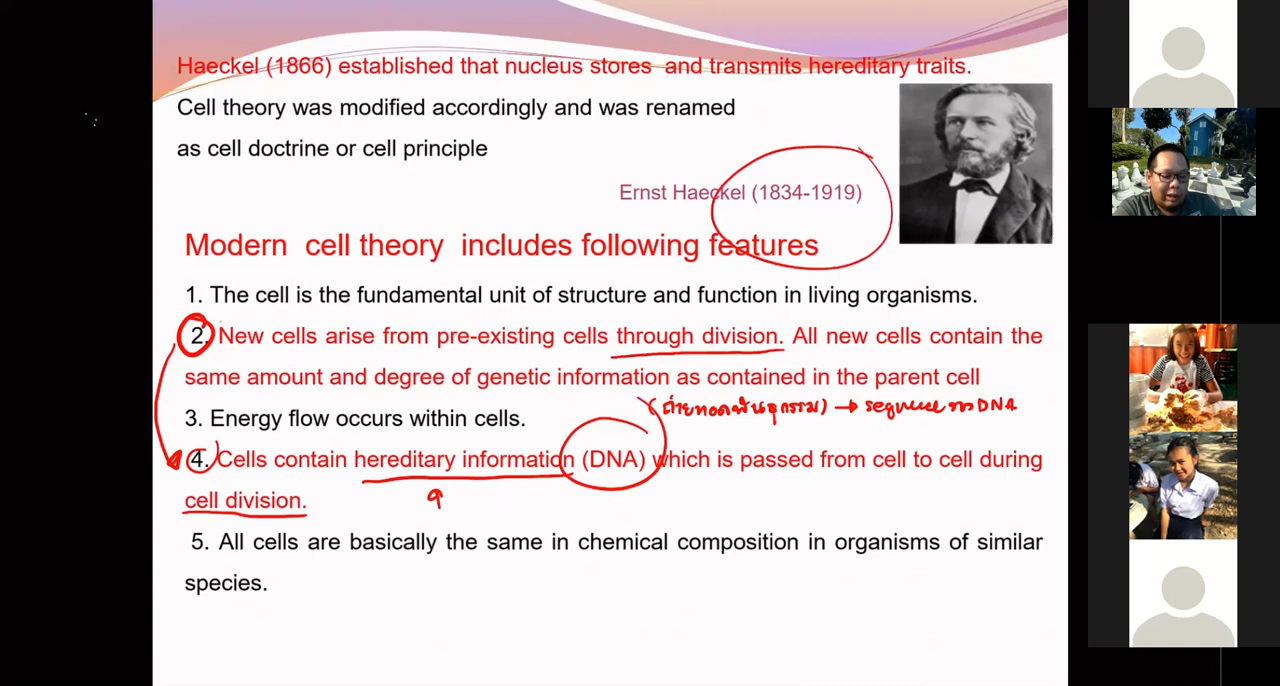 Haeckel (1866) established that nucleus stores and transmits hereditary traits.
Cell theory was modified accordingly and was renamed
as cell doctrine or cell principle
Ernst Haeckel (1834-1919)
Modern cell theory includes following features
1. The cell is the fundamental unit of structure and function in living organisms.
2. New cells arise from pre-existing cells through division. All new cells contain the
same amount and degree of genetic information as contained in the parent cell
(ถ่ายทอดพันธุกรรม) → sequence ของ DNA
3. Energy flow occurs within cells.
4. Cells contain hereditary information (DNA) which is passed from cell to cell during
cell division.
5. All cells are basically the same in chemical composition in organisms of similar
species.